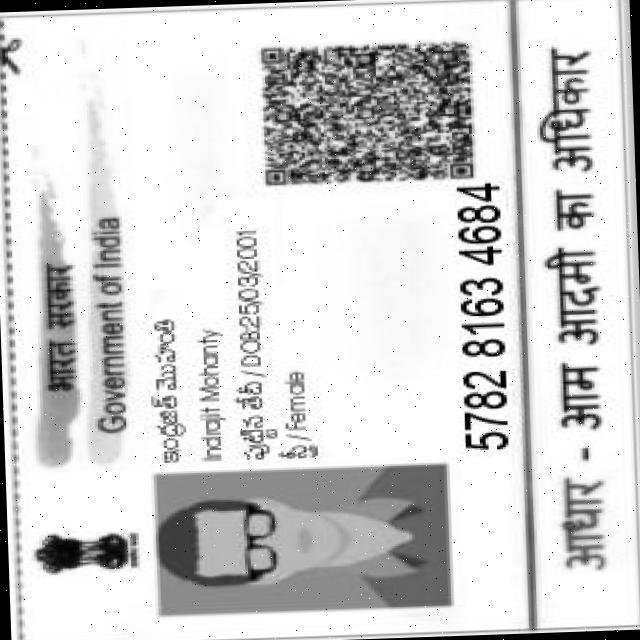 भारत सरकार
Government of India
ఇంద్రజిత్ మొహంతి
Indrajit Mohanty
పుట్టిన తేదీ / DOB:25/03/2001
స్త్రీ / Female
5782 8163 4684
आधार - आम आदमी का अधिकार